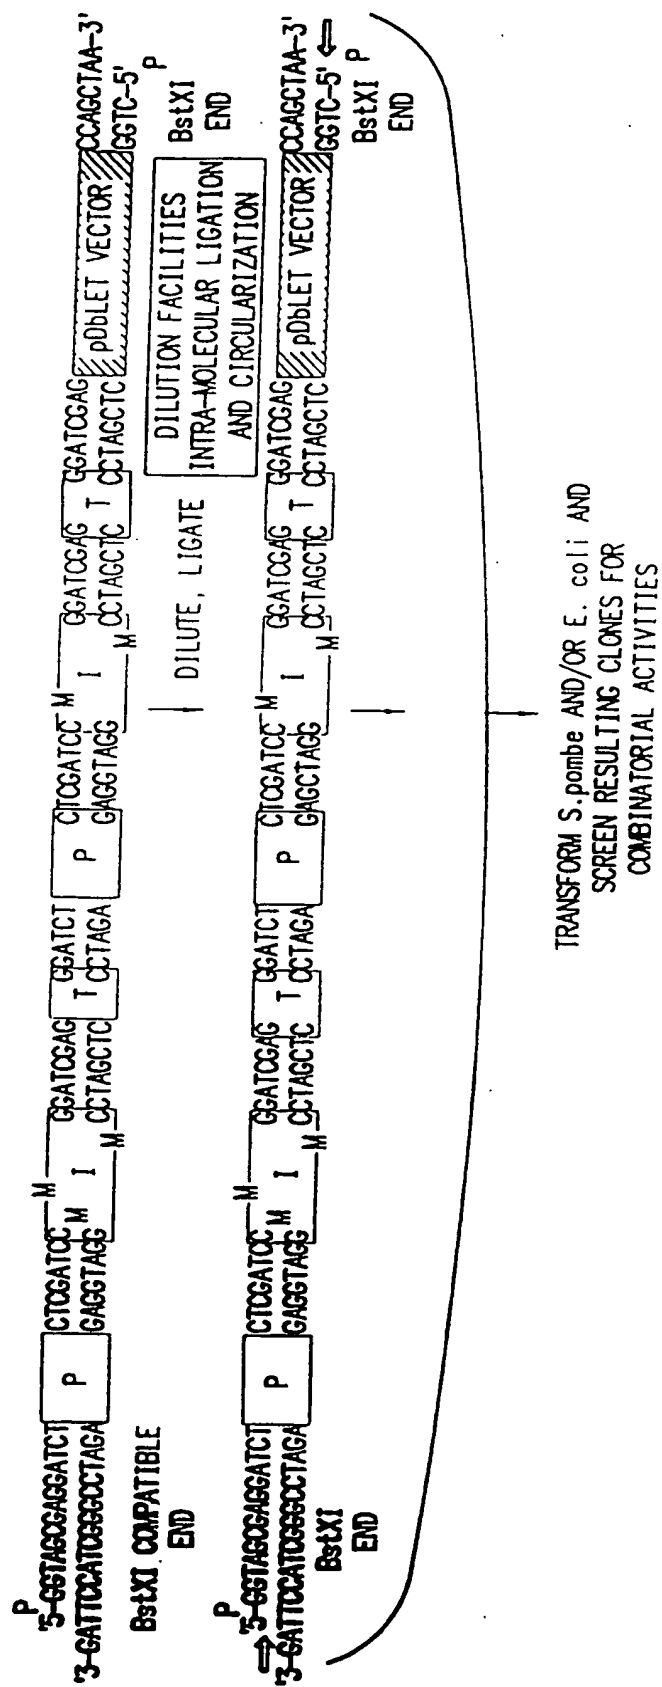 P
'5-GGTAGCGAGGATCT CTCGATCC M GGATCGAG GGATCT CTCGATCC M GGATCGAG GGATCGAG CCAGCTAA-3'
P M I T P I T pDbLET VECTOR
'3-GATTCCATCGGGCCTAGA GAGGTAGG M CCTAGCTC CCTAGA GAGGTAGG M CCTAGCTC CCTAGCTC GGTC-5'
P
BstXI COMPATIBLE
END
BstXI
END
DILUTE, LIGATE
DILUTION FACILITIES
INTRA-MOLECULAR LIGATION
AND CIRCULARIZATION
P
'5-GGTAGCGAGGATCT CTCGATCC M GGATCGAG GGATCT CTCGATCC M GGATCGAG GGATCGAG CCAGCTAA-3'
P M I T P I T pDbLET VECTOR
'3-GATTCCATCGGGCCTAGA GAGGTAGG M CCTAGCTC CCTAGA GAGCTAGG M CCTAGCTC CCTAGCTC GGTC-5'
P
BstXI
END
BstXI
END
TRANSFORM S.pombe AND/OR E. coli AND
SCREEN RESULTING CLONES FOR
COMBINATORIAL ACTIVITIES